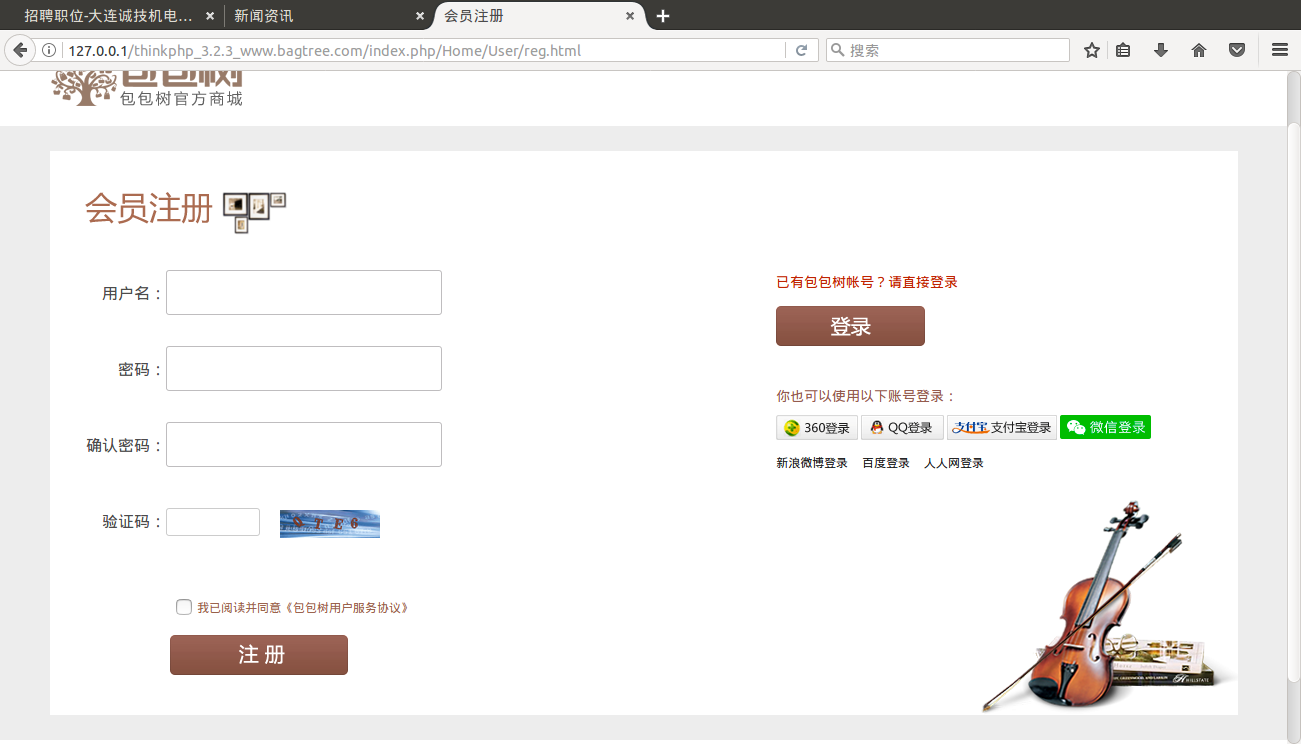 招聘职位-大连诚技机电... 新闻资讯 会员注册
127.0.0.1/thinkphp_3.2.3_www.bagtree.com/index.php/Home/User/reg.html 搜索
包包树
包包树官方商城
会员注册
用户名：
密码：
确认密码：
验证码：
9 T E 6
我已阅读并同意《包包树用户服务协议》
注 册
已有包包树帐号？请直接登录
登录
你也可以使用以下账号登录：
360登录 QQ登录 支付宝 支付宝登录 微信登录
新浪微博登录 百度登录 人人网登录